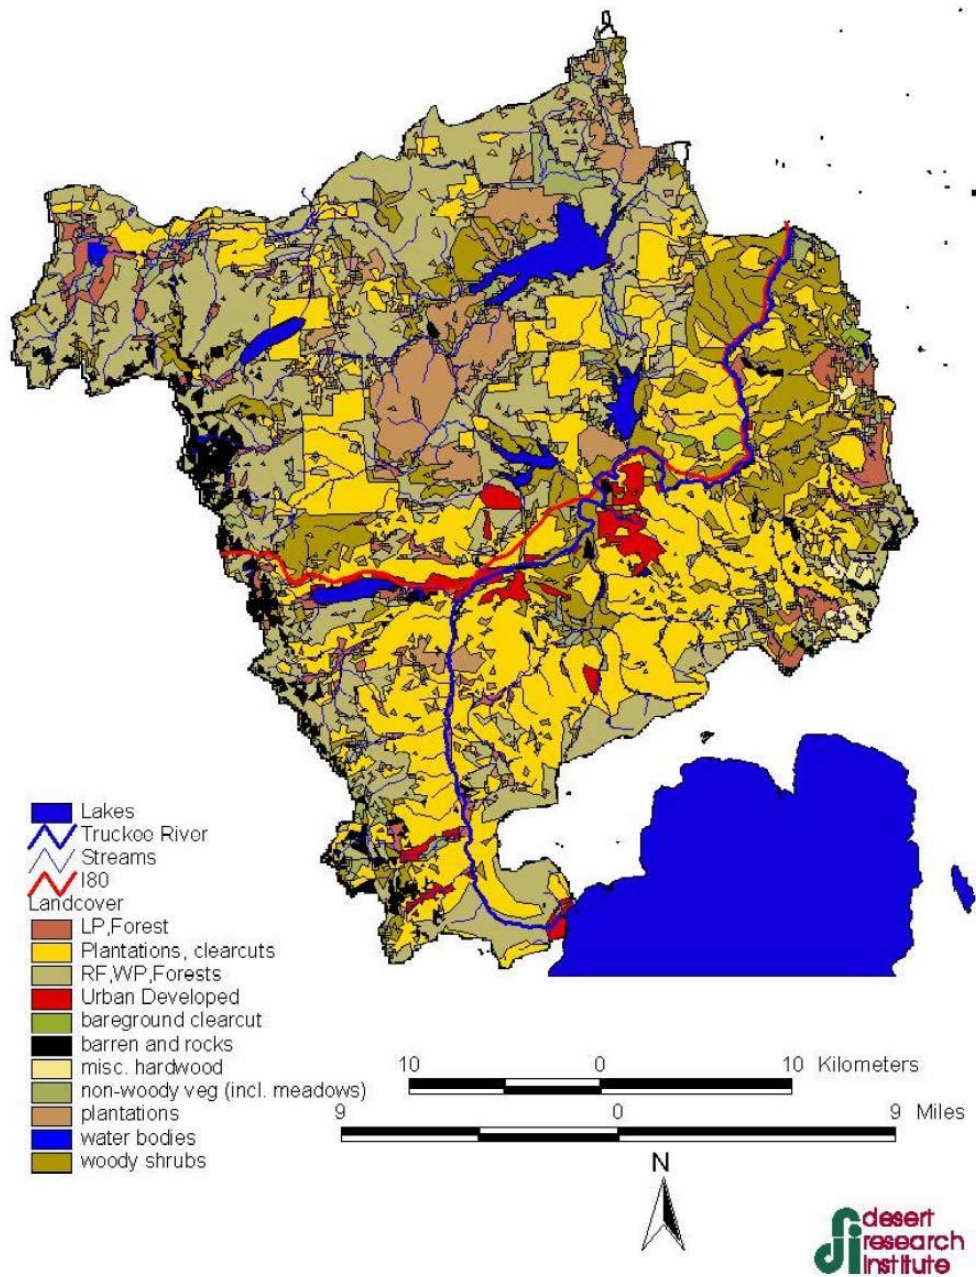 Lakes
Truckee River
Streams
I80
Landcover
LP,Forest
Plantations, clearcuts
RF,WP,Forests
Urban Developed
bareground clearcut
barren and rocks
misc. hardwood
non-woody veg (incl. meadows)
plantations
water bodies
woody shrubs
10 0 10 Kilometers
9 0 9 Miles
N
desert
research
institute